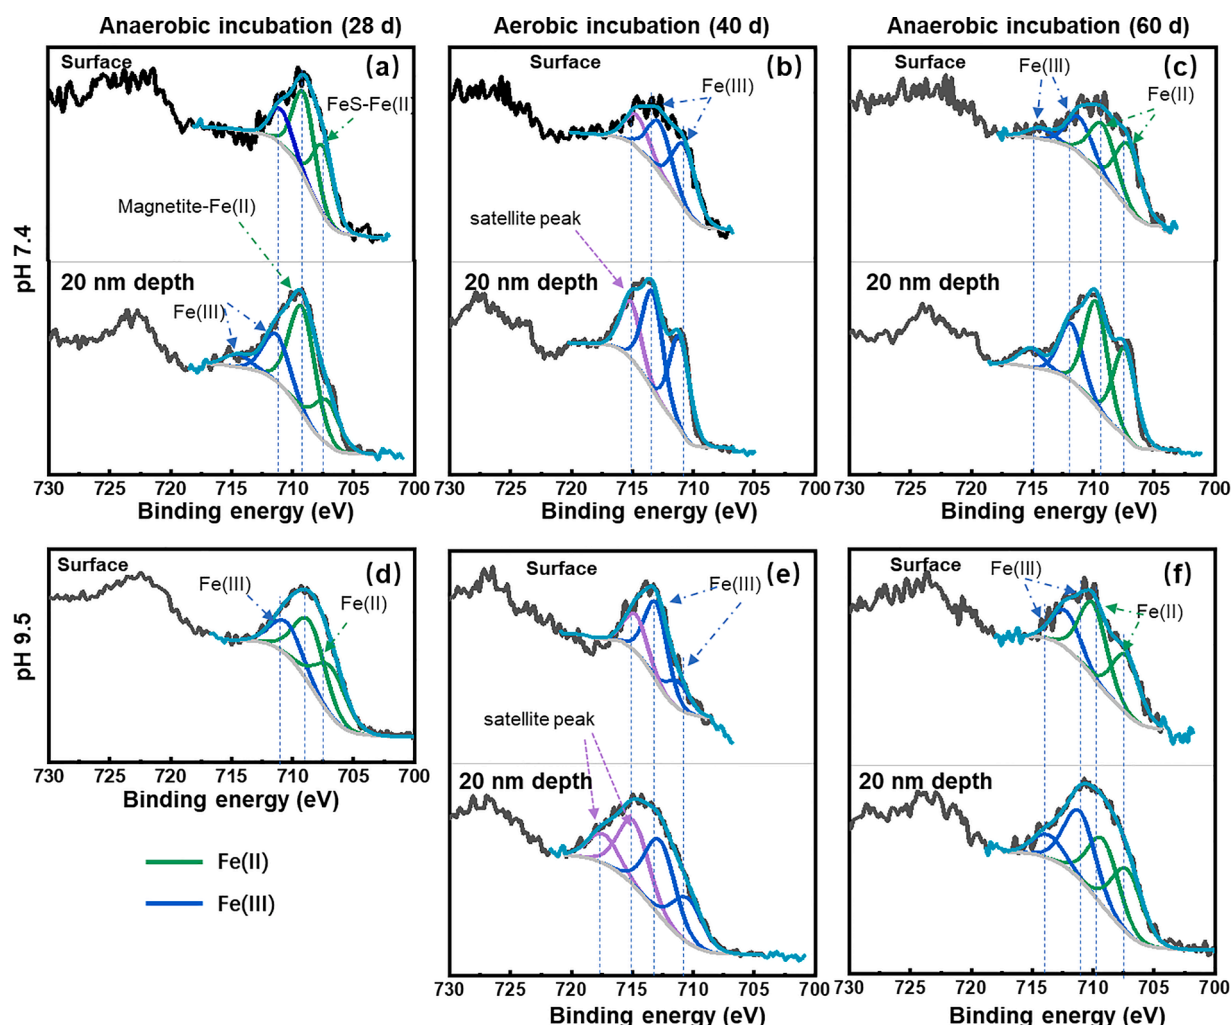 Anaerobic incubation (28 d)
Aerobic incubation (40 d)
Anaerobic incubation (60 d)
pH 7.4
Surface
(a)
FeS-Fe(II)
Magnetite-Fe(II)
20 nm depth
Fe(III)
730 725 720 715 710 705 700
Binding energy (eV)
Surface
(b)
Fe(III)
satellite peak
20 nm depth
730 725 720 715 710 705 700
Binding energy (eV)
Surface
(c)
Fe(III)
Fe(II)
20 nm depth
730 725 720 715 710 705 700
Binding energy (eV)
pH 9.5
Surface
(d)
Fe(III)
Fe(II)
730 725 720 715 710 705 700
Binding energy (eV)
Fe(II)
Fe(III)
Surface
(e)
Fe(III)
satellite peak
20 nm depth
730 725 720 715 710 705 700
Binding energy (eV)
Surface
(f)
Fe(III)
Fe(II)
20 nm depth
730 725 720 715 710 705 700
Binding energy (eV)